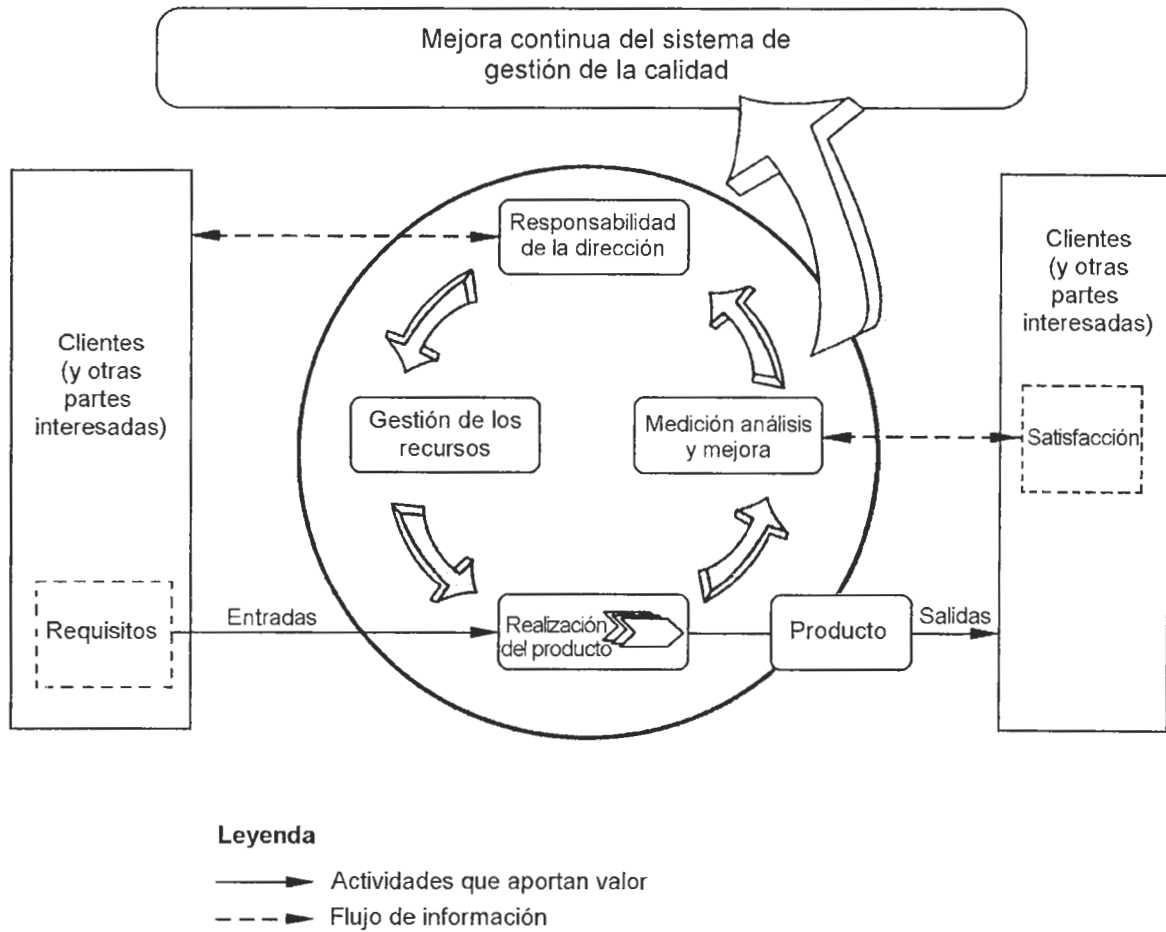 Mejora continua del sistema de
gestión de la calidad
Responsabilidad
de la dirección
Clientes
(y otras
partes
interesadas)
Clientes
(y otras
partes
interesadas)
Gestión de los
recursos
Medición análisis
y mejora
Satisfacción
Requisitos
Entradas
Realización
del producto
Producto
Salidas
Leyenda
Actividades que aportan valor
Flujo de información